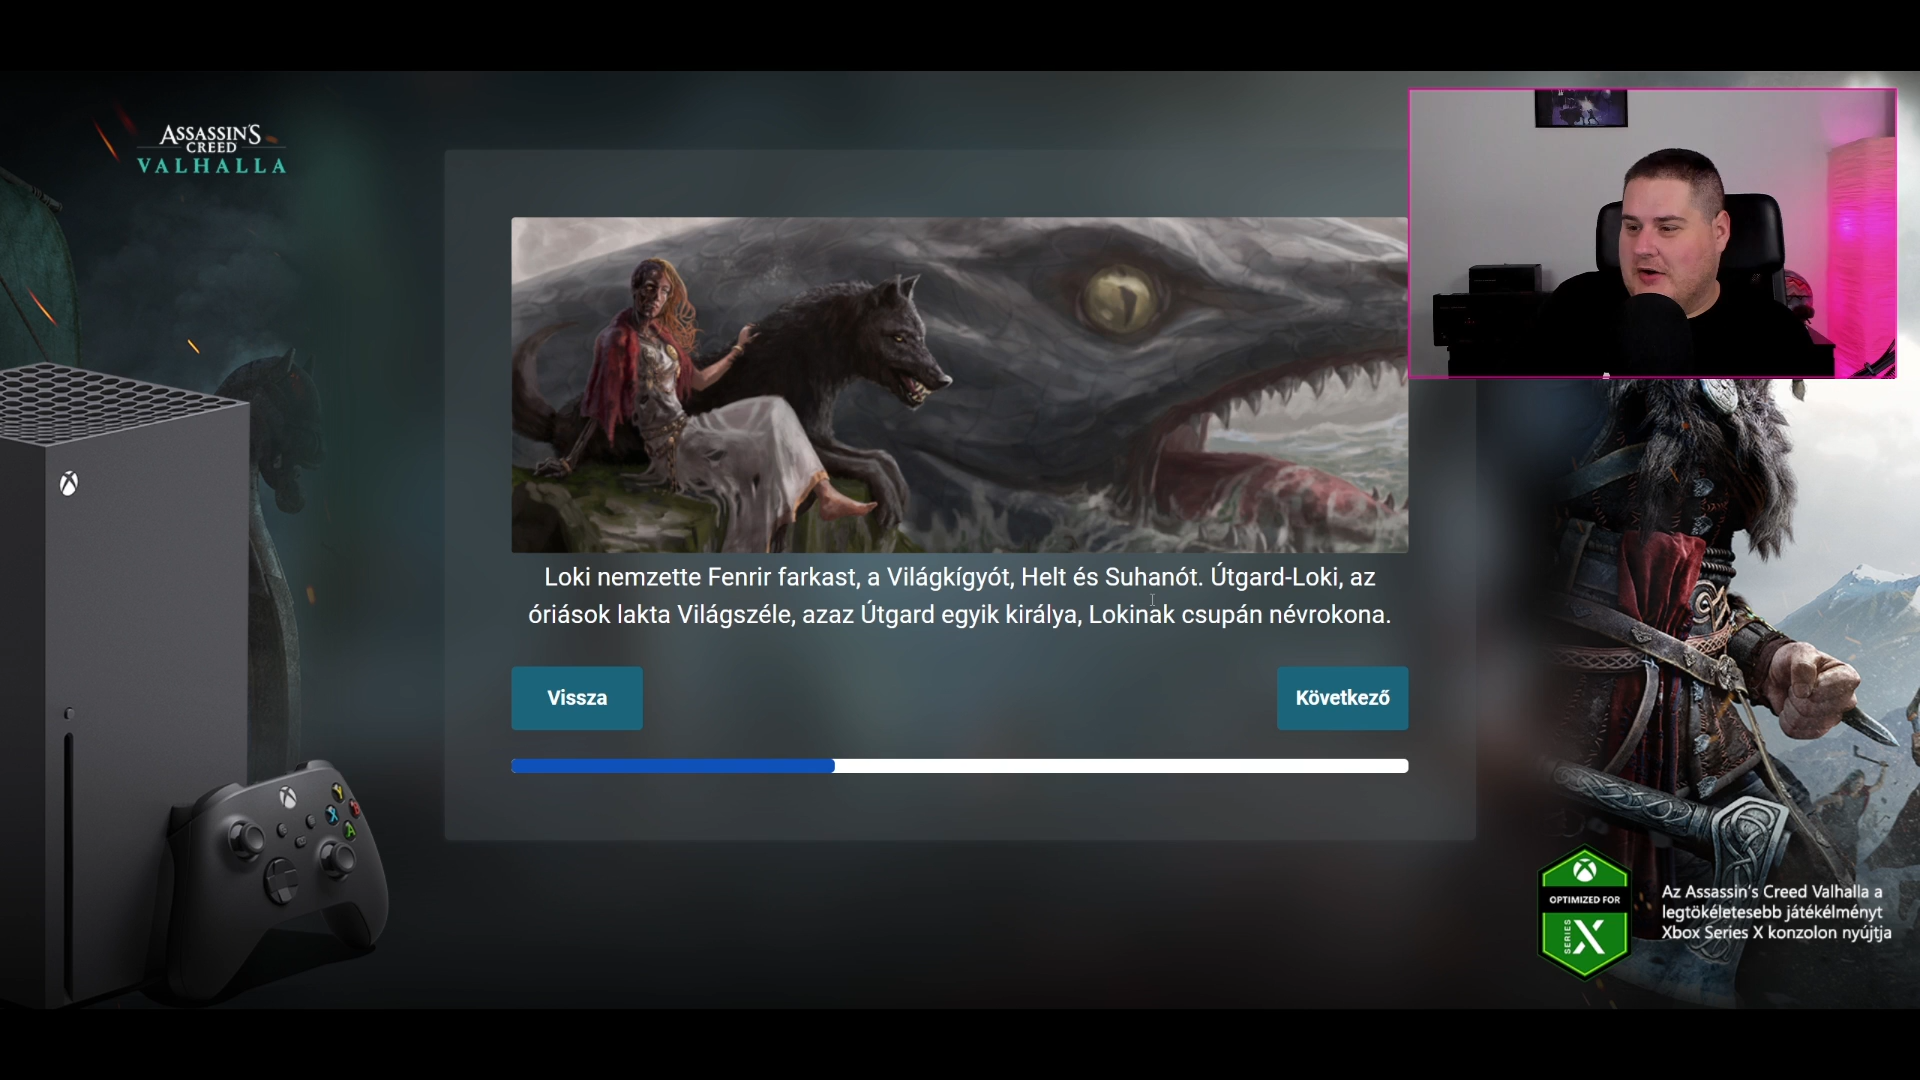 ASSASSIN'S
CREED
VALHALLA
Loki nemzette Fenrir farkast, a Világkígyót, Helt és Suhanót. Útgard-Loki, az
óriások lakta Világszéle, azaz Útgard egyik királya, Lokinak csupán névrokona.
Vissza
Következő
OPTIMIZED FOR
SERIES X
Az Assassin's Creed Valhalla a
legtökéletesebb játékélményt
Xbox Series X konzolon nyújtja
Y
X
B
A